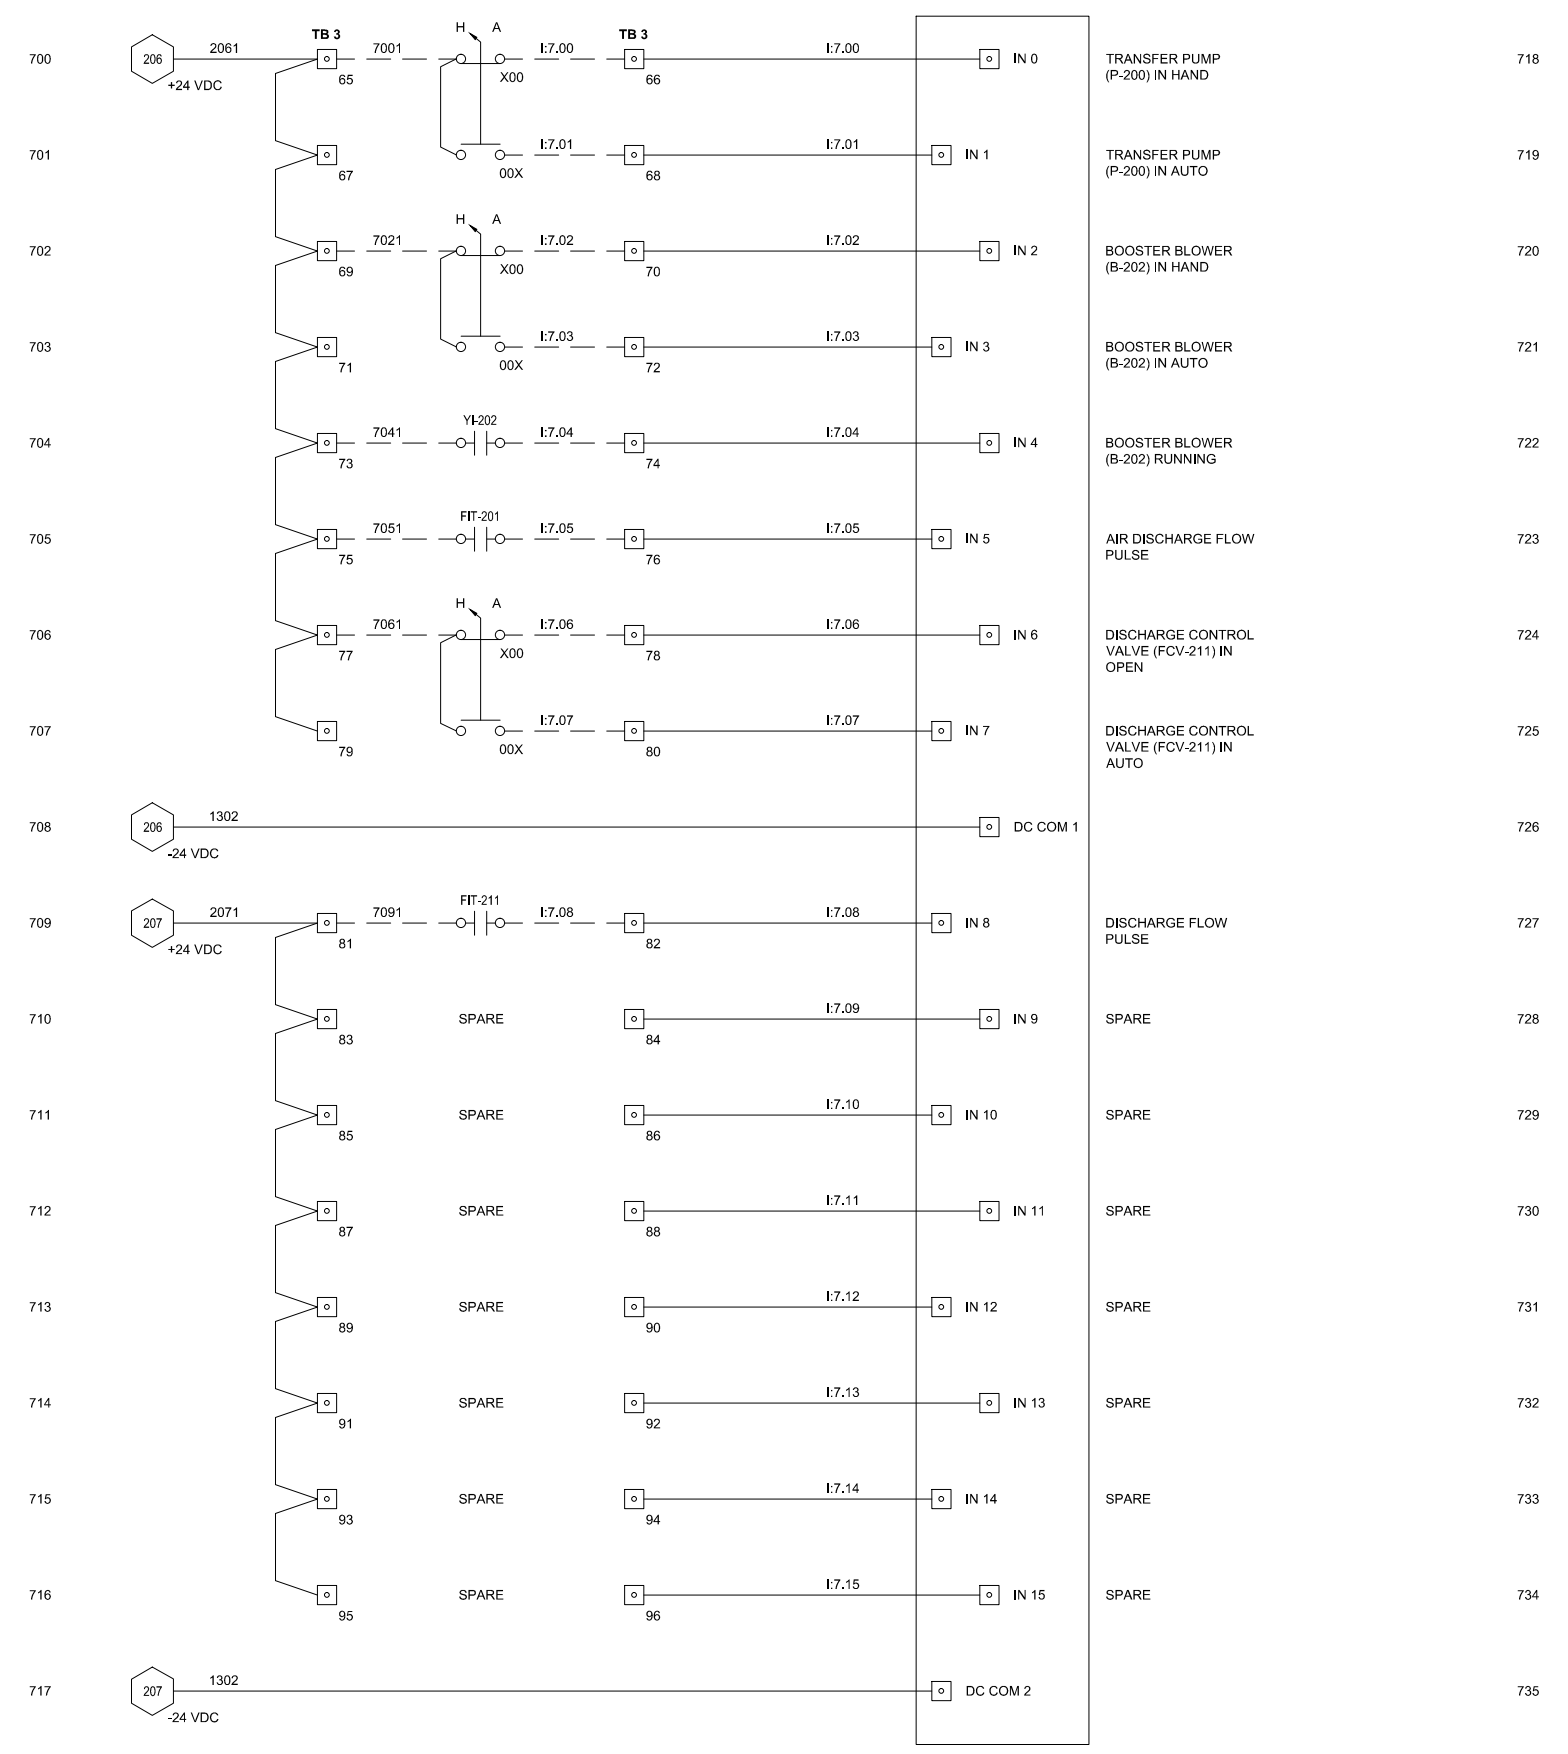 H A
TB 3 TB 3
700 206 2061 7001 I:7.00 I:7.00 IN 0 TRANSFER PUMP 718
+24 VDC 65 X00 66 (P-200) IN HAND
I:7.01 I:7.01
701 IN 1 TRANSFER PUMP 719
67 00X 68 (P-200) IN AUTO
H A
7021 I:7.02 I:7.02
702 IN 2 BOOSTER BLOWER 720
69 X00 70 (B-202) IN HAND
I:7.03 I:7.03
703 IN 3 BOOSTER BLOWER 721
71 00X 72 (B-202) IN AUTO
YI-202
7041 I:7.04 I:7.04
704 IN 4 BOOSTER BLOWER 722
73 74 (B-202) RUNNING
FIT-201
7051 I:7.05 I:7.05
705 IN 5 AIR DISCHARGE FLOW 723
75 76 PULSE
H A
7061 I:7.06 I:7.06
706 IN 6 DISCHARGE CONTROL 724
77 X00 78 VALVE (FCV-211) IN
OPEN
I:7.07 I:7.07
707 IN 7 DISCHARGE CONTROL 725
79 00X 80 VALVE (FCV-211) IN
AUTO
1302
708 206 DC COM 1 726
-24 VDC
FIT-211
2071 7091 I:7.08 I:7.08
709 207 IN 8 DISCHARGE FLOW 727
+24 VDC 81 82 PULSE
I:7.09
710 SPARE IN 9 SPARE 728
83 84
I:7.10
711 SPARE IN 10 SPARE 729
85 86
I:7.11
712 SPARE IN 11 SPARE 730
87 88
I:7.12
713 SPARE IN 12 SPARE 731
89 90
I:7.13
714 SPARE IN 13 SPARE 732
91 92
I:7.14
715 SPARE IN 14 SPARE 733
93 94
I:7.15
716 SPARE IN 15 SPARE 734
95 96
1302
717 207 DC COM 2 735
-24 VDC